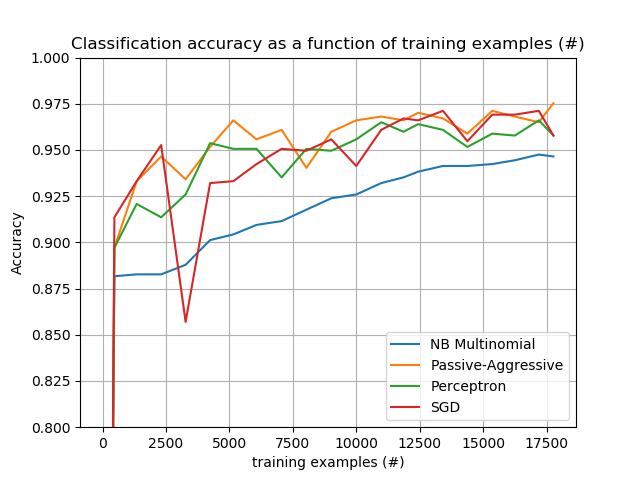 Classification accuracy as a function of training examples (#)
1.000
0.975
0.950
0.925
0.900
0.875
0.850
0.825
0.800
Accuracy
NB Multinomial
Passive-Aggressive
Perceptron
SGD
0 2500 5000 7500 10000 12500 15000 17500
training examples (#)